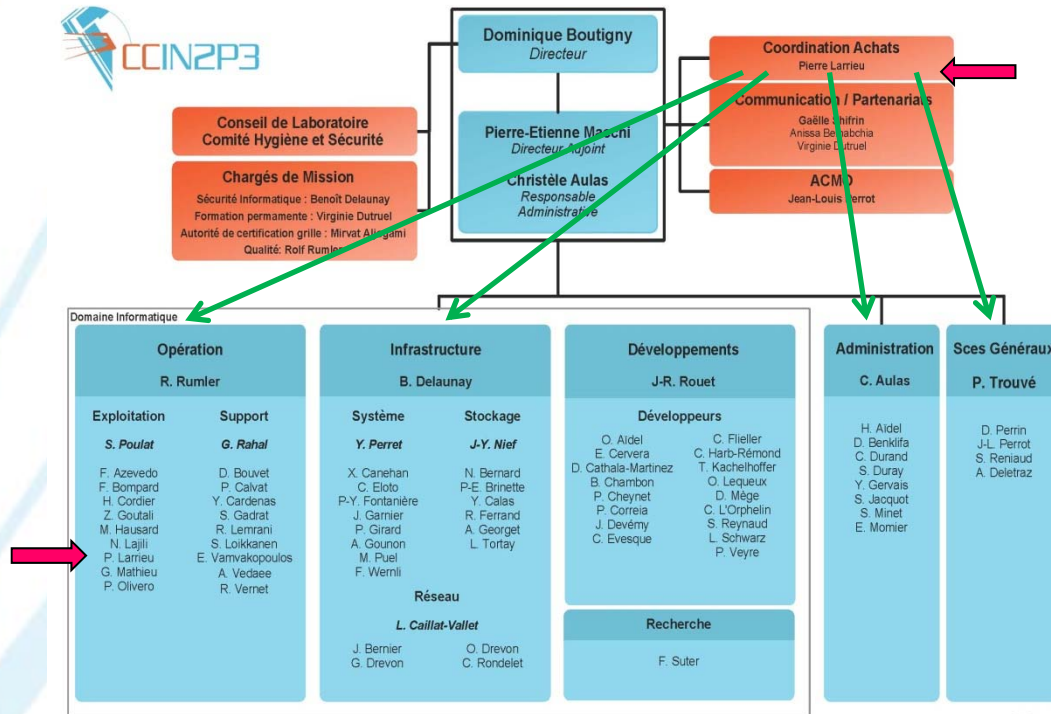 CCIN2P3
Dominique Boutigny
Directeur
Pierre-Etienne Macchi
Directeur Adjoint
Christèle Aulas
Responsable
Administrative
Conseil de Laboratoire
Comité Hygiène et Sécurité
Chargés de Mission
Sécurité Informatique : Benoît Delaunay
Formation permamente : Virginie Dutruel
Autorité de certification grille : Mirvat Aljogami
Qualité: Rolf Rumler
Coordination Achats
Pierre Larrieu
Communication / Partenariats
Gaëlle Shifrin
Anissa Benabchia
Virginie Dutruel
ACMO
Jean-Louis Perrot
Domaine Informatique
Opération
R. Rumler
Exploitation
S. Poulat
F. Azevedo
F. Bompard
H. Cordier
Z. Goutali
M. Hausard
N. Lajili
P. Larrieu
G. Mathieu
P. Olivero
Support
G. Rahal
D. Bouvet
P. Calvat
Y. Cardenas
S. Gadrat
R. Lemrani
S. Loikkanen
E. Vamvakopoulos
A. Vedaee
R. Vernet
Infrastructure
B. Delaunay
Système
Y. Perret
X. Canehan
C. Eloto
P-Y. Fontanière
J. Garnier
P. Girard
A. Gounon
M. Puel
F. Wernli
Stockage
J-Y. Nief
N. Bernard
P-E. Brinette
Y. Calas
R. Ferrand
A. Georget
L. Tortay
Réseau
L. Caillat-Vallet
J. Bernier
G. Drevon
O. Drevon
C. Rondelet
Développements
J-R. Rouet
Développeurs
O. Aïdel
E. Cervera
D. Cathala-Martinez
B. Chambon
P. Cheynet
P. Correia
J. Devémy
C. Evesque
C. Flieller
C. Harb-Rémond
T. Kachelhoffer
O. Lequeux
D. Mège
C. L'Orphelin
S. Reynaud
L. Schwarz
P. Veyre
Recherche
F. Suter
Administration
C. Aulas
H. Aïdel
D. Benklifa
C. Durand
S. Duray
Y. Gervais
S. Jacquot
S. Minet
E. Momier
Sces Généraux
P. Trouvé
D. Perrin
J-L. Perrot
S. Reniaud
A. Deletraz